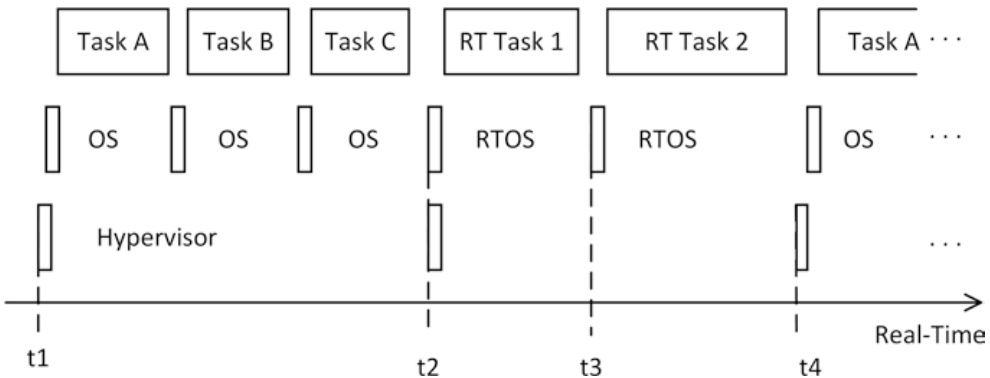 Task A Task B Task C RT Task 1 RT Task 2 Task A ...
OS OS OS RTOS RTOS OS ...
Hypervisor ...
Real-Time
t1 t2 t3 t4